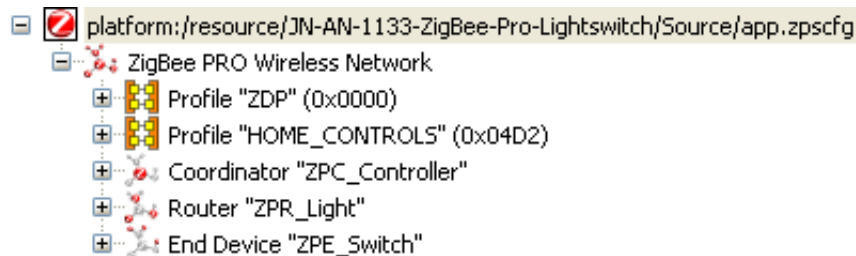 platform:/resource/JN-AN-1133-ZigBee-Pro-Lightswitch/Source/app.zpscfg
ZigBee PRO Wireless Network
Profile "ZDP" (0x0000)
Profile "HOME_CONTROLS" (0x04D2)
Coordinator "ZPC_Controller"
Router "ZPR_Light"
End Device "ZPE_Switch"